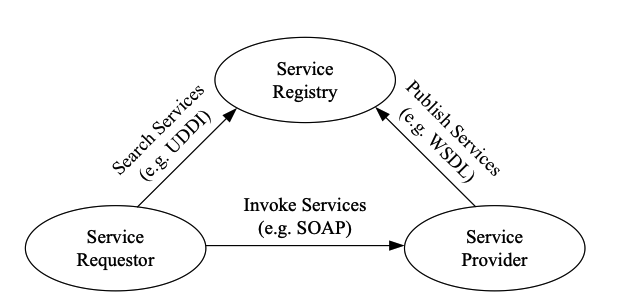 Service
Registry
Search Services
(e.g. UDDI)
Publish Services
(e.g. WSDL)
Invoke Services
(e.g. SOAP)
Service
Requestor
Service
Provider